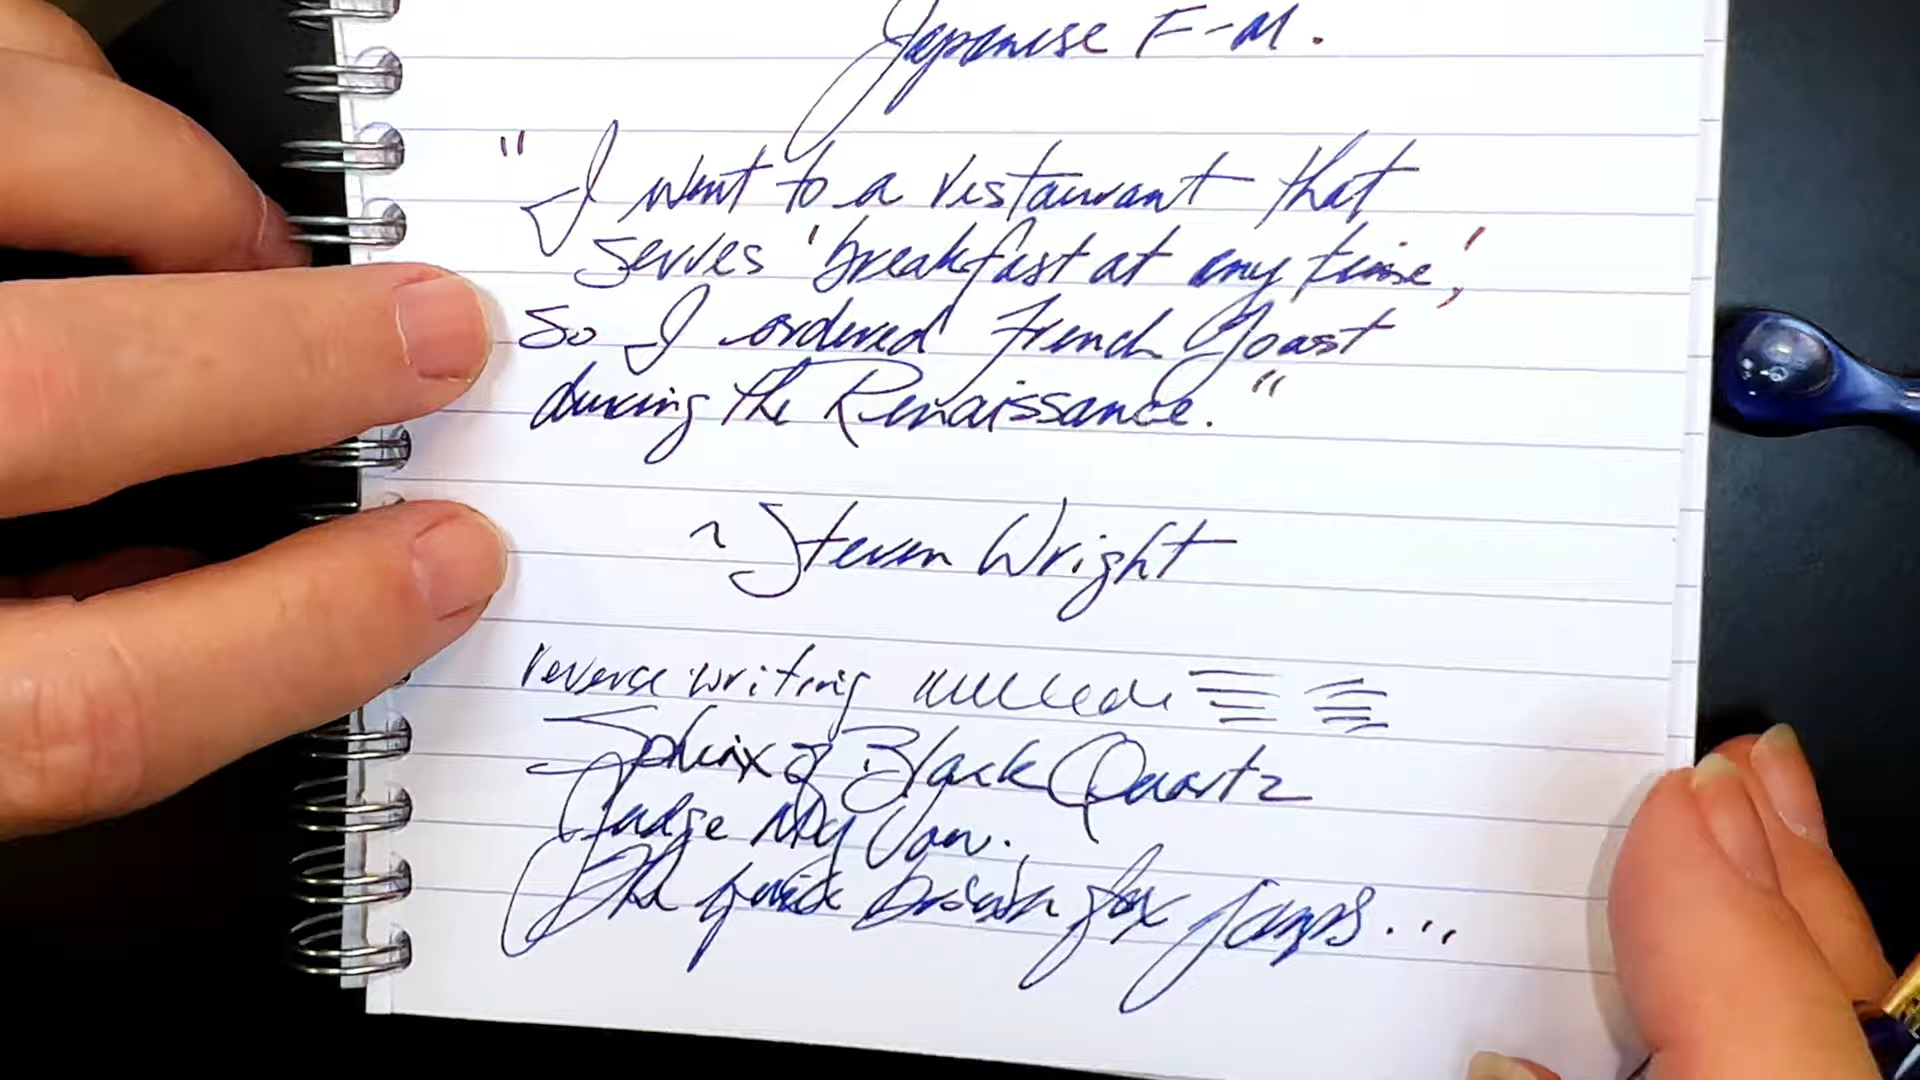 Japanese F-M.
"I went to a restaurant that
serves 'breakfast at any time,'
so I ordered French Toast
during the Renaissance."
~Steven Wright
reverse writing
Sphinx of Black Quartz
Judge My Vow.
The quick brown fox jumps...